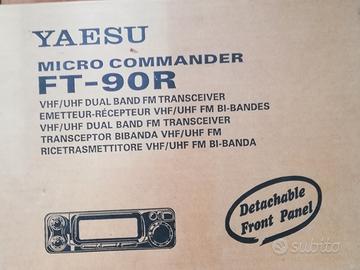 YAESU
MICRO COMMANDER
FT-90R
VHF/UHF DUAL BAND FM TRANSCEIVER
EMETTEUR-RÉCEPTEUR VHF/UHF FM BI-BANDES
VHF/UHF DUAL BAND FM TRANSCEIVER
TRANSCEPTOR BIBANDA VHF/UHF FM
RICETRASMETTITORE VHF/UHF FM BI-BANDA
Detachable
Front Panel
subito